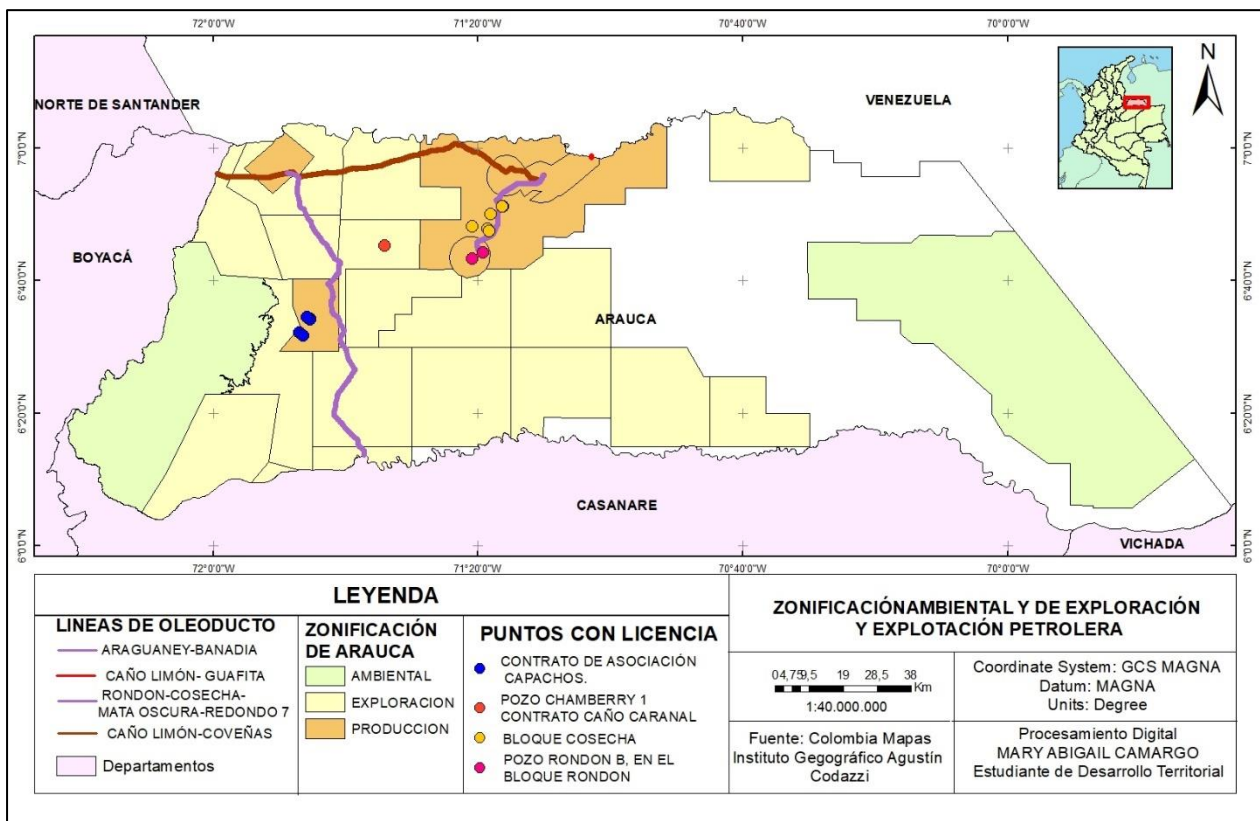 72°0'0"W
71°20'0"W
70°40'0"W
70°0'0"W
N
NORTE DE SANTANDER
VENEZUELA
7°0'0"N
7°0'0"N
BOYACÁ
6°40'0"N
6°40'0"N
ARAUCA
6°20'0"N
6°20'0"N
CASANARE
VICHADA
6°0'0"N
6°0'0"N
72°0'0"W
71°20'0"W
70°40'0"W
70°0'0"W
LEYENDA
LINEAS DE OLEODUCTO
ARAGUANEY-BANADIA
CAÑO LIMÓN- GUAFITA
RONDON-COSECHA-
MATA OSCURA-REDONDO 7
CAÑO LIMÓN-COVEÑAS
Departamentos
ZONIFICACIÓN
DE ARAUCA
AMBIENTAL
EXPLORACION
PRODUCCION
PUNTOS CON LICENCIA
CONTRATO DE ASOCIACIÓN
CAPACHOS.
POZO CHAMBERRY 1
CONTRATO CAÑO CARANAL
BLOQUE COSECHA
POZO RONDON B, EN EL
BLOQUE RONDON
ZONIFICACIÓNAMBIENTAL Y DE EXPLORACIÓN
Y EXPLOTACIÓN PETROLERA
0 4,75 9,5 19 28,5 38
Km
1:40.000.000
Coordinate System: GCS MAGNA
Datum: MAGNA
Units: Degree
Fuente: Colombia Mapas
Instituto Gegográfico Agustín
Codazzi
Procesamiento Digital
MARY ABIGAIL CAMARGO
Estudiante de Desarrollo Territorial